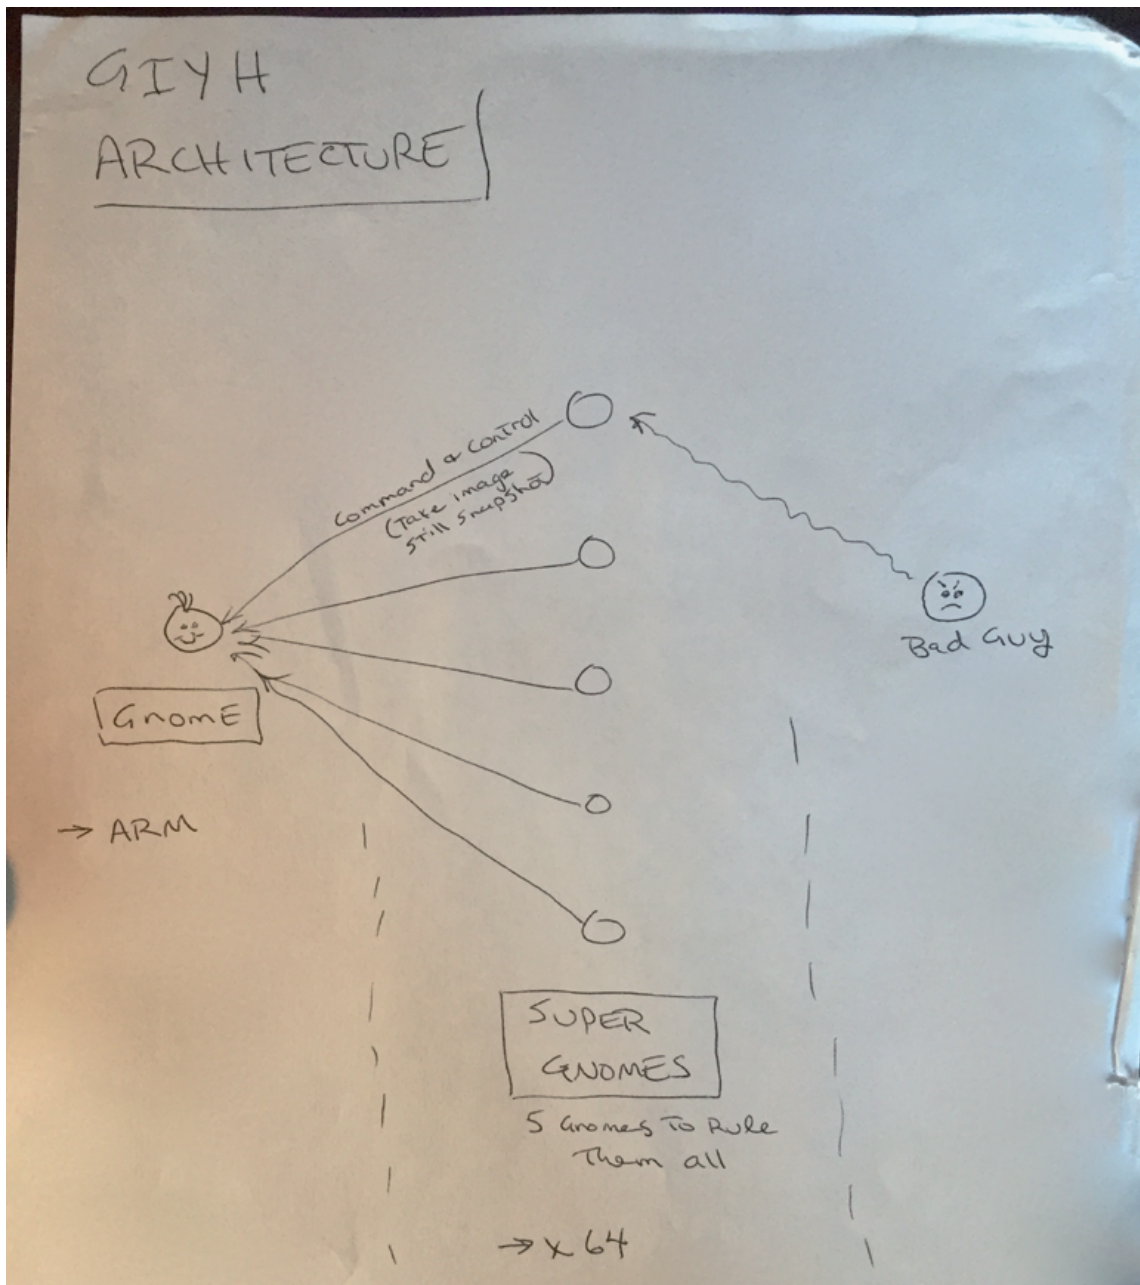 GIYH
ARCHITECTURE
Command & Control
(Take image
still snapshot)
Bad Guy
GnomE
→ ARM
SUPER
GNOMES
5 Gnomes To Rule
Them all
→ x64